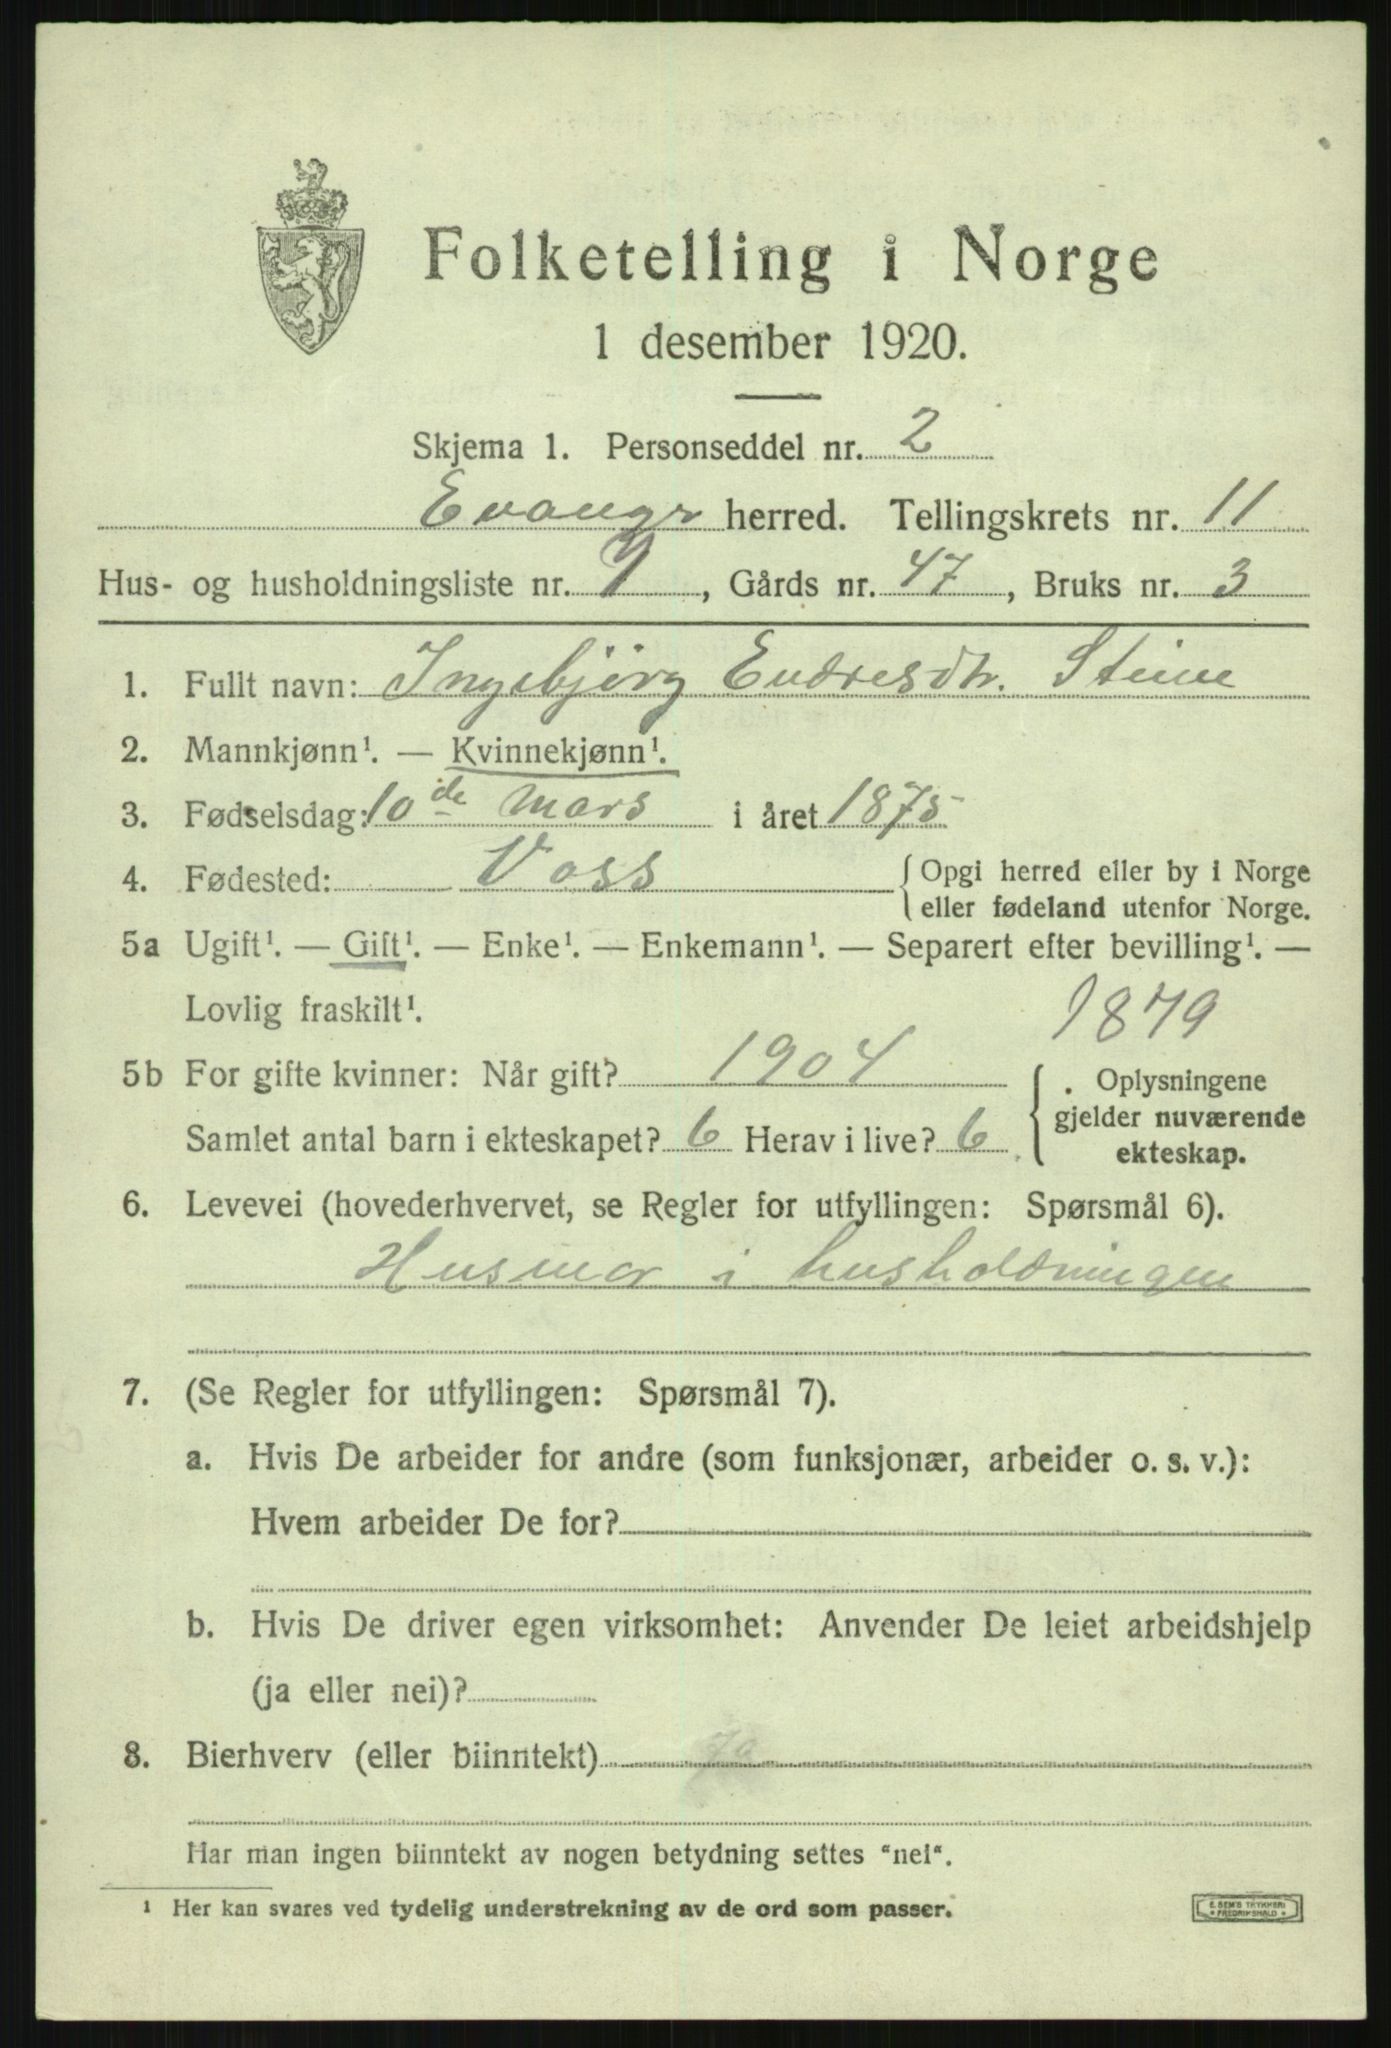 Folketelling i Norge
1 desember 1920.
Skjema 1. Personseddel nr. 2
Evanger herred. Tellingskrets nr. 11
Hus- og husholdningsliste nr. 7, Gårds nr. 47, Bruks nr. 3
1. Fullt navn: Ingebjörg Endresdtr. Steine
2. Mannkjønn¹. — Kvinnekjønn¹.
3. Fødselsdag: 10de mars i året 1875
4. Fødested: Voss { Opgi herred eller by i Norge
eller fødeland utenfor Norge.
5a Ugift¹. — Gift¹. — Enke¹. — Enkemann¹. — Separert efter bevilling¹. —
Lovlig fraskilt¹.
1879
5b For gifte kvinner: Når gift? 1904
Samlet antal barn i ekteskapet? 6 Herav i live? 6
{ Oplysningene
gjelder nuværende
ekteskap.
6. Levevei (hovederhvervet, se Regler for utfyllingen: Spørsmål 6).
Husmor i husholdningen
7. (Se Regler for utfyllingen: Spørsmål 7).
a. Hvis De arbeider for andre (som funksjonær, arbeider o. s. v.):
Hvem arbeider De for?
b. Hvis De driver egen virksomhet: Anvender De leiet arbeidshjelp
(ja eller nei)?
8. Bierhverv (eller biinntekt)
Har man ingen biinntekt av nogen betydning settes "nei".
¹ Her kan svares ved tydelig understrekning av de ord som passer.
E. SEM'S TRYKKERI
* FREDRIKSHALD *